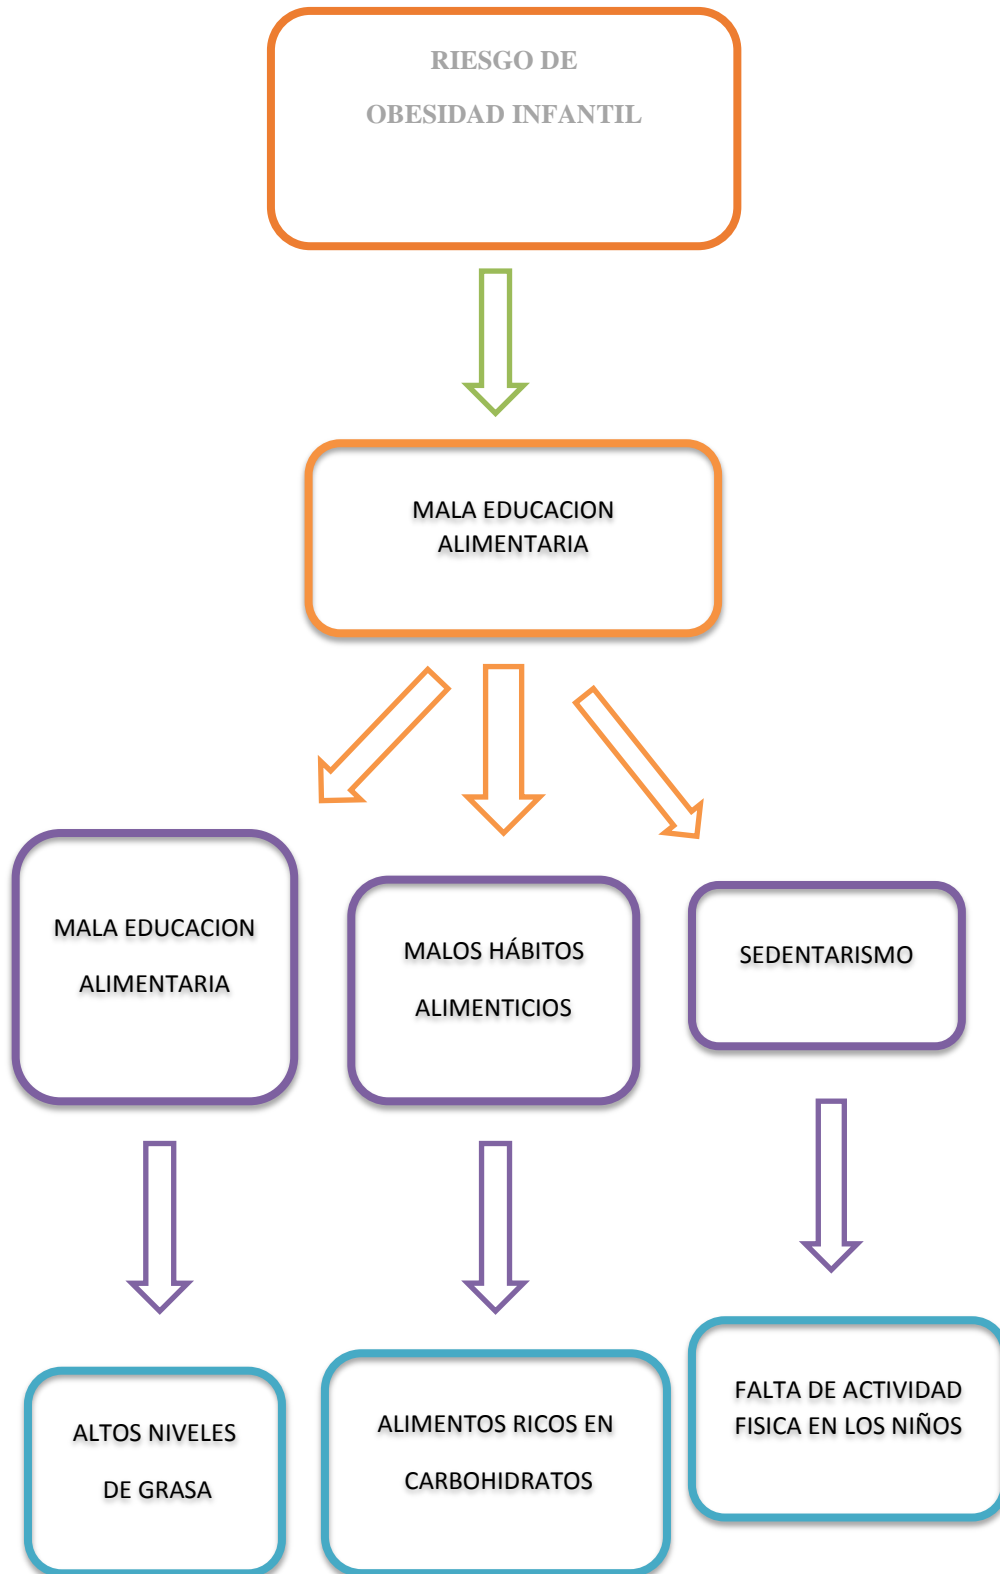 RIESGO DE
OBESIDAD INFANTIL
MALA EDUCACION
ALIMENTARIA
MALA EDUCACION
ALIMENTARIA
MALOS HÁBITOS
ALIMENTICIOS
SEDENTARISMO
ALTOS NIVELES
DE GRASA
ALIMENTOS RICOS EN
CARBOHIDRATOS
FALTA DE ACTIVIDAD
FISICA EN LOS NIÑOS